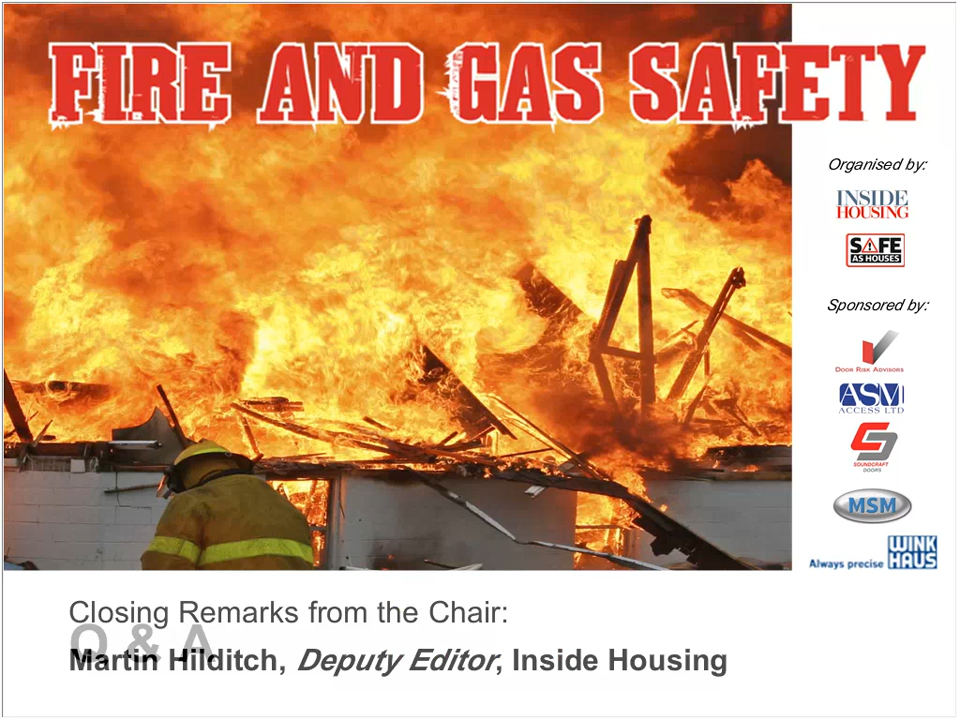 FIRE AND GAS SAFETY
Organised by:
INSIDE
HOUSING
SAFE
AS HOUSES
Sponsored by:
DOOR RISK ADVISORS
ASM
ACCESS LTD
SOUNDCRAFT
DOORS
MSM
Always precise
WINK
HAUS
Closing Remarks from the Chair:
Q & A
Martin Hilditch, Deputy Editor, Inside Housing